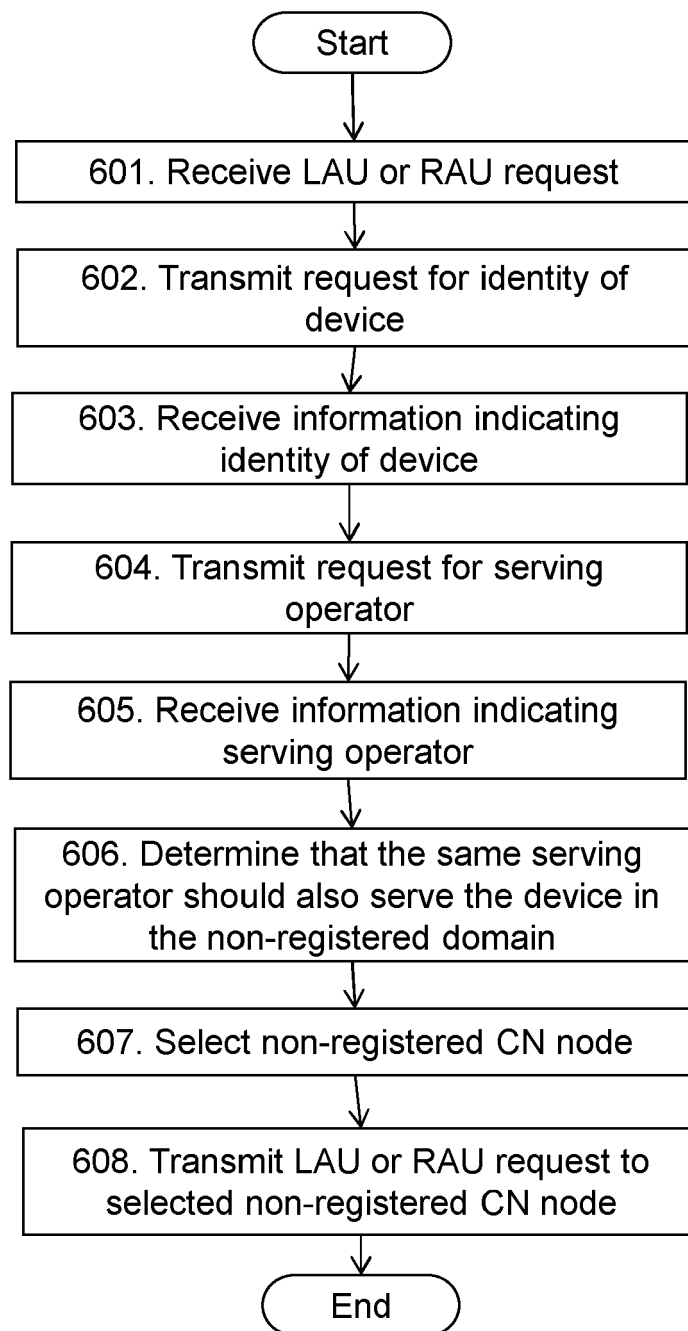 Start
601. Receive LAU or RAU request
602. Transmit request for identity of
device
603. Receive information indicating
identity of device
604. Transmit request for serving
operator
605. Receive information indicating
serving operator
606. Determine that the same serving
operator should also serve the device in
the non-registered domain
607. Select non-registered CN node
608. Transmit LAU or RAU request to
selected non-registered CN node
End